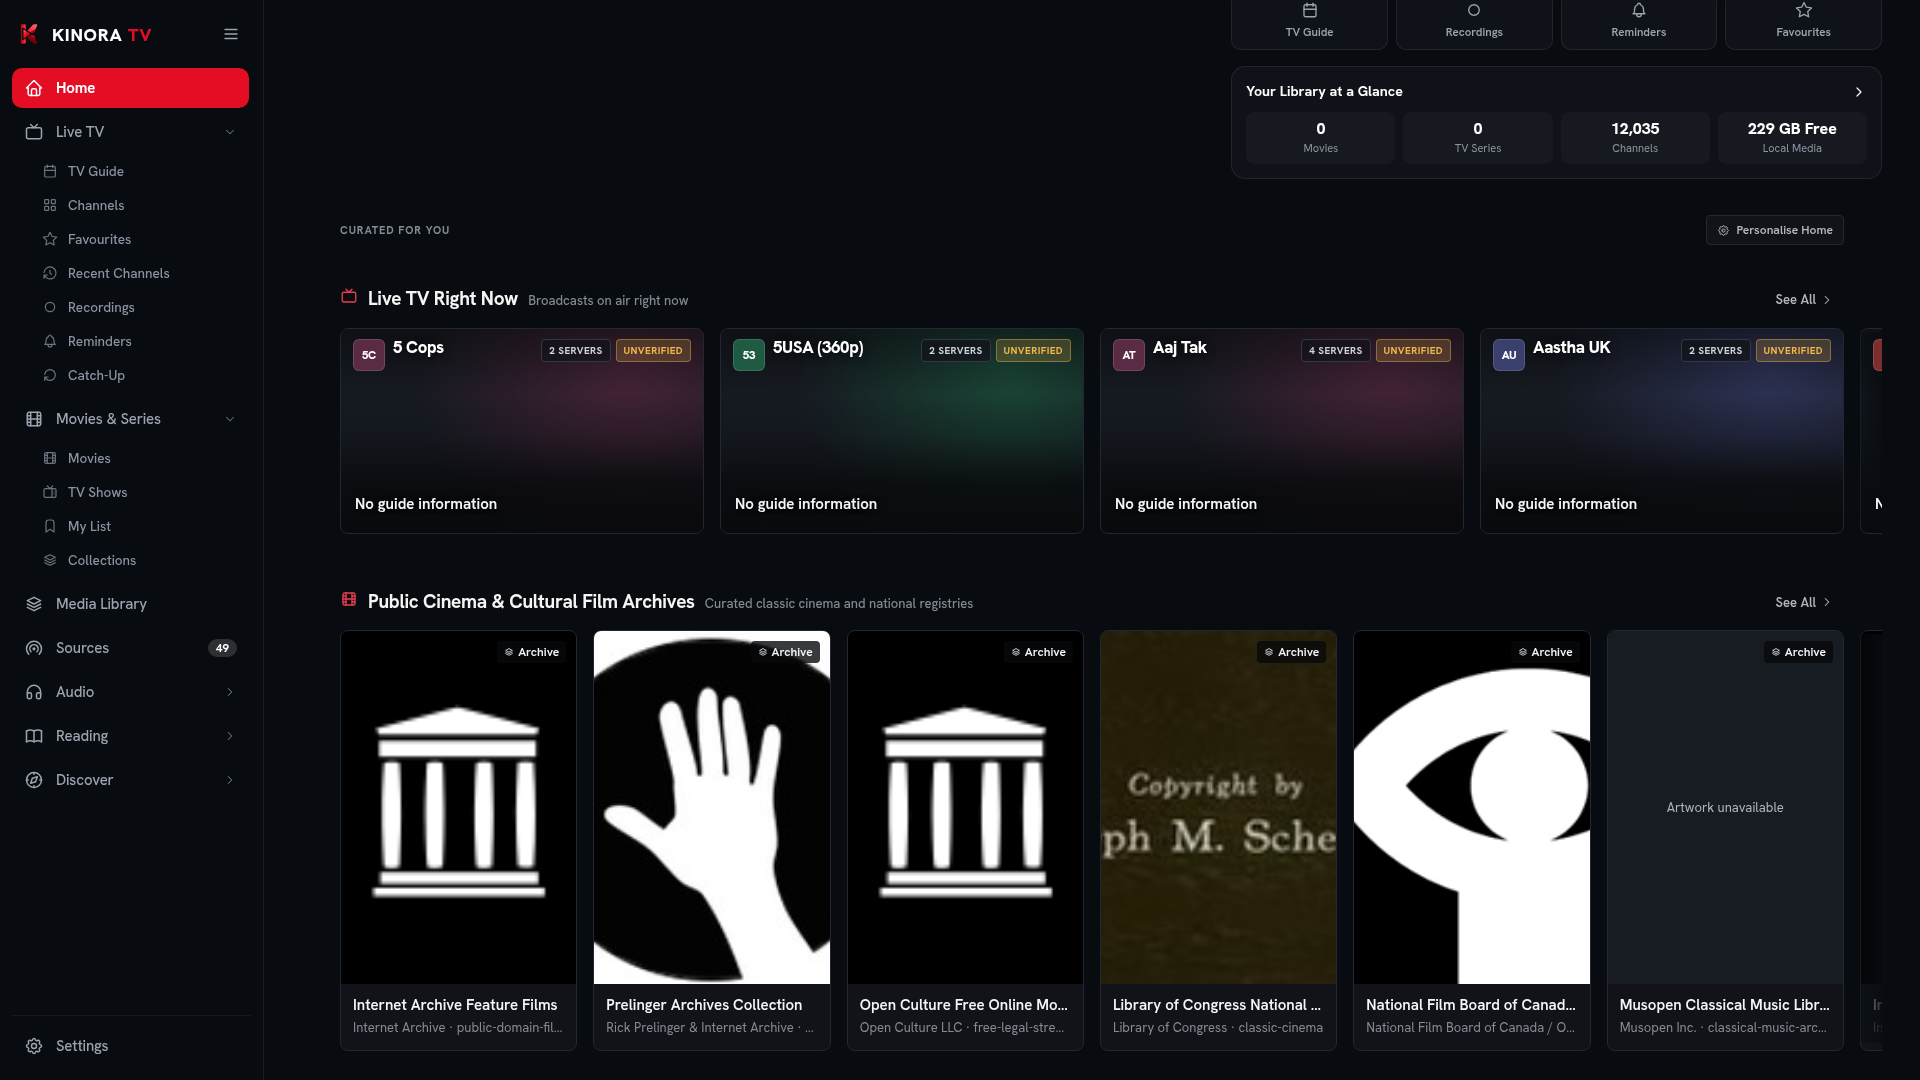 KINORA TV
Home
Live TV
TV Guide
Channels
Favourites
Recent Channels
Recordings
Reminders
Catch-Up
Movies & Series
Movies
TV Shows
My List
Collections
Media Library
Sources 49
Audio
Reading
Discover
Settings
TV Guide Recordings Reminders Favourites
Your Library at a Glance
0 0 12,035 229 GB Free
Movies TV Series Channels Local Media
CURATED FOR YOU Personalise Home
Live TV Right Now Broadcasts on air right now See All
5C 5 Cops 2 SERVERS UNVERIFIED
No guide information
53 5USA (360p) 2 SERVERS UNVERIFIED
No guide information
AT Aaj Tak 4 SERVERS UNVERIFIED
No guide information
AU Aastha UK 2 SERVERS UNVERIFIED
No guide information
Public Cinema & Cultural Film Archives Curated classic cinema and national registries See All
Archive
Internet Archive Feature Films
Internet Archive · public-domain-fil...
Archive
Prelinger Archives Collection
Rick Prelinger & Internet Archive · ...
Archive
Open Culture Free Online Mo...
Open Culture LLC · free-legal-stre...
Archive
Copyright by
ph M. Sche
Library of Congress National ...
Library of Congress · classic-cinema
Archive
National Film Board of Canad...
National Film Board of Canada / O...
Archive
Artwork unavailable
Musopen Classical Music Libr...
Musopen Inc. · classical-music-arc...